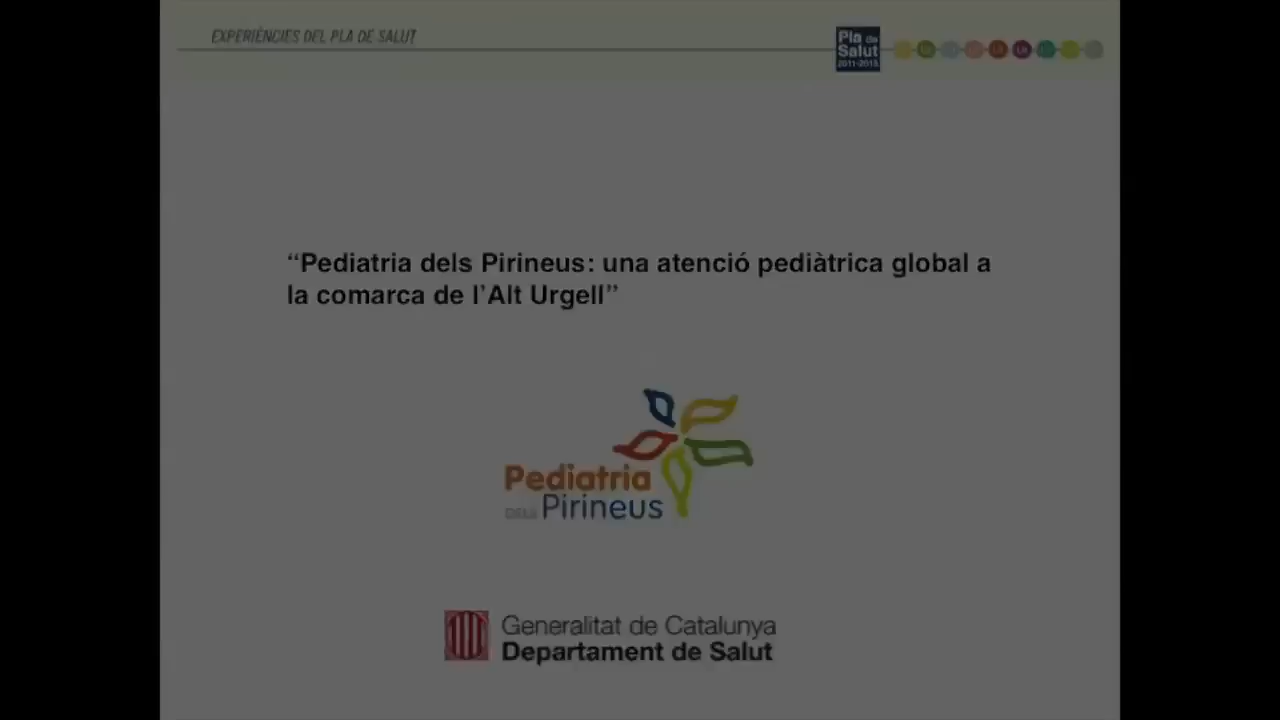 EXPERIÈNCIES DEL PLA DE SALUT
Pla de
Salut
2011-2015
“Pediatria dels Pirineus: una atenció pediàtrica global a
la comarca de l’Alt Urgell”
Pediatria
DELS Pirineus
Generalitat de Catalunya
Departament de Salut